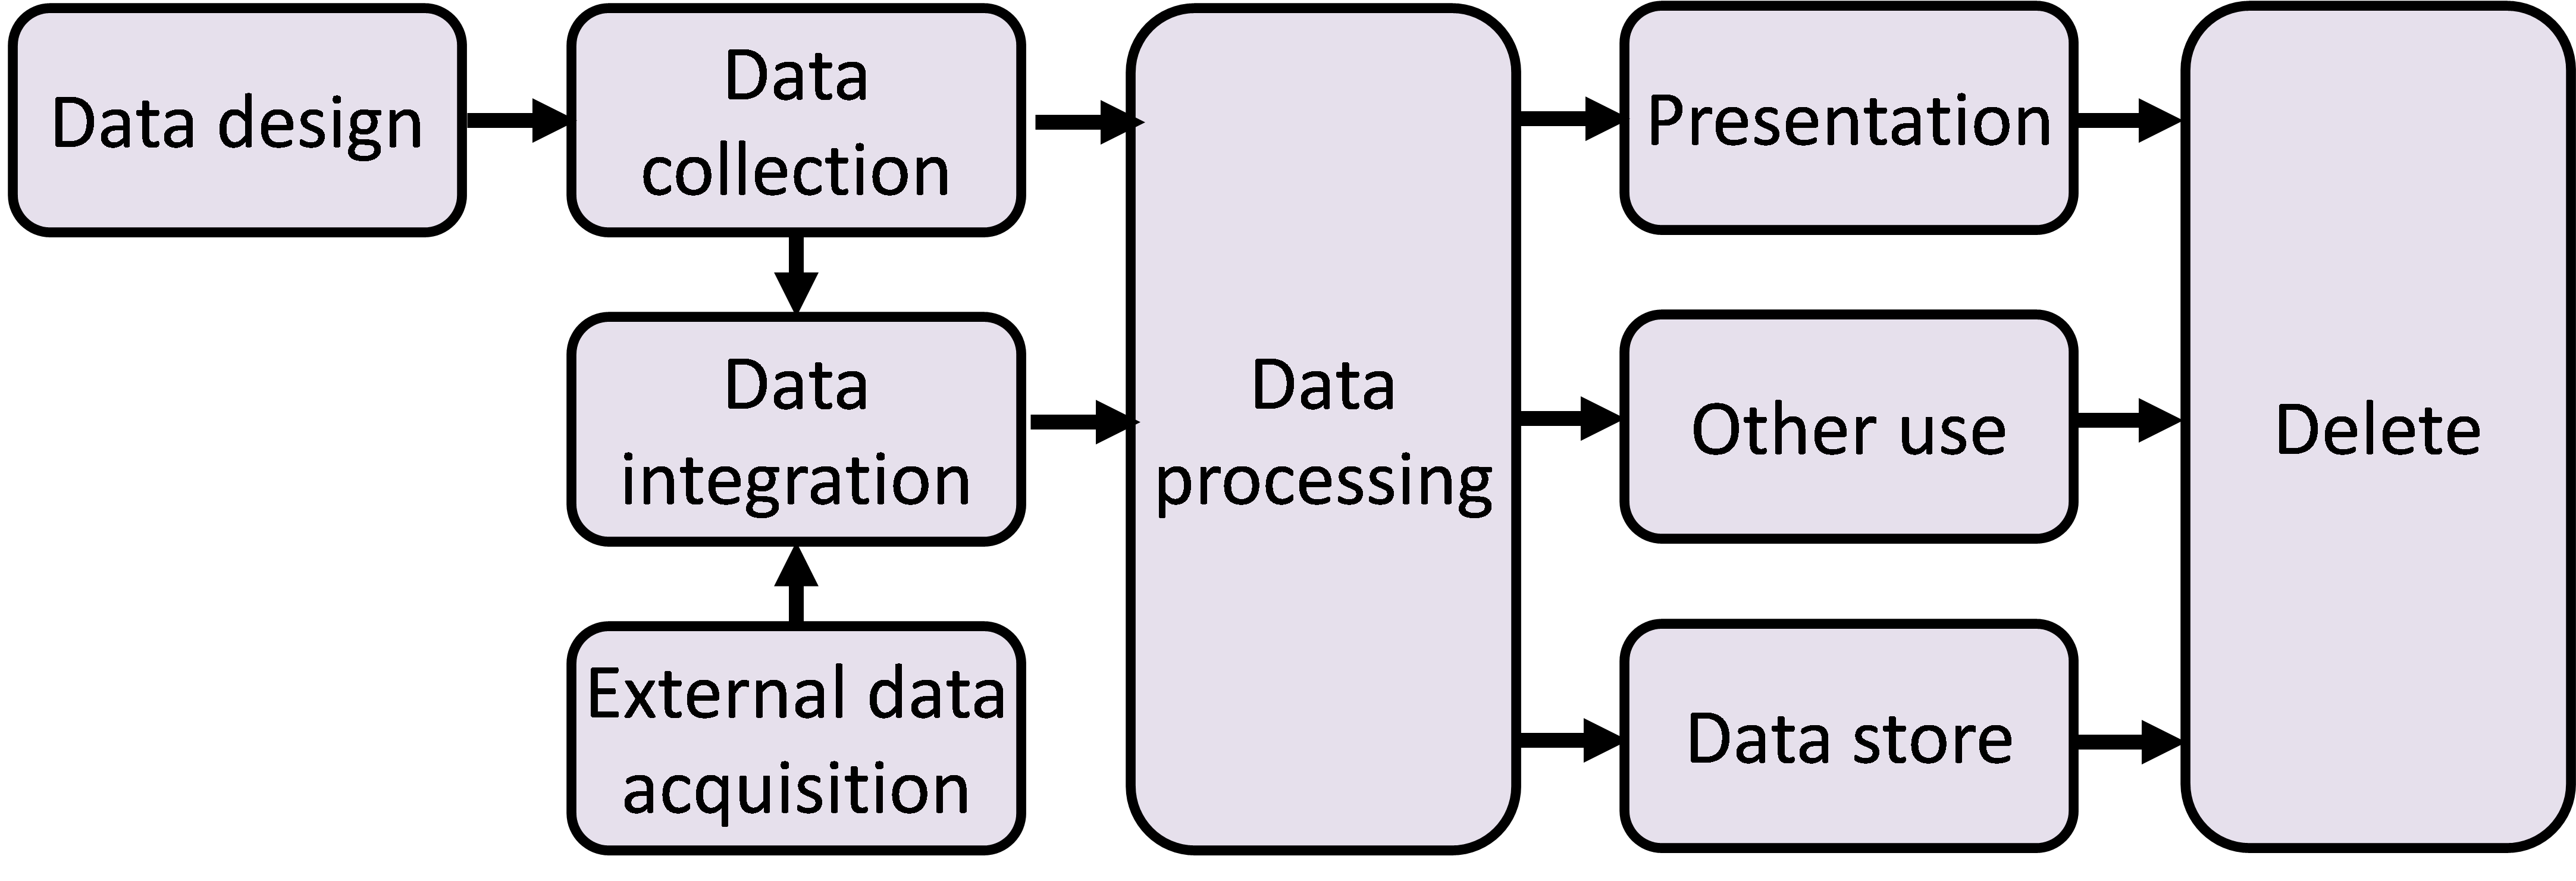 Data design
Data
collection
Data
integration
External data
acquisition
Data
processing
Presentation
Other use
Data store
Delete